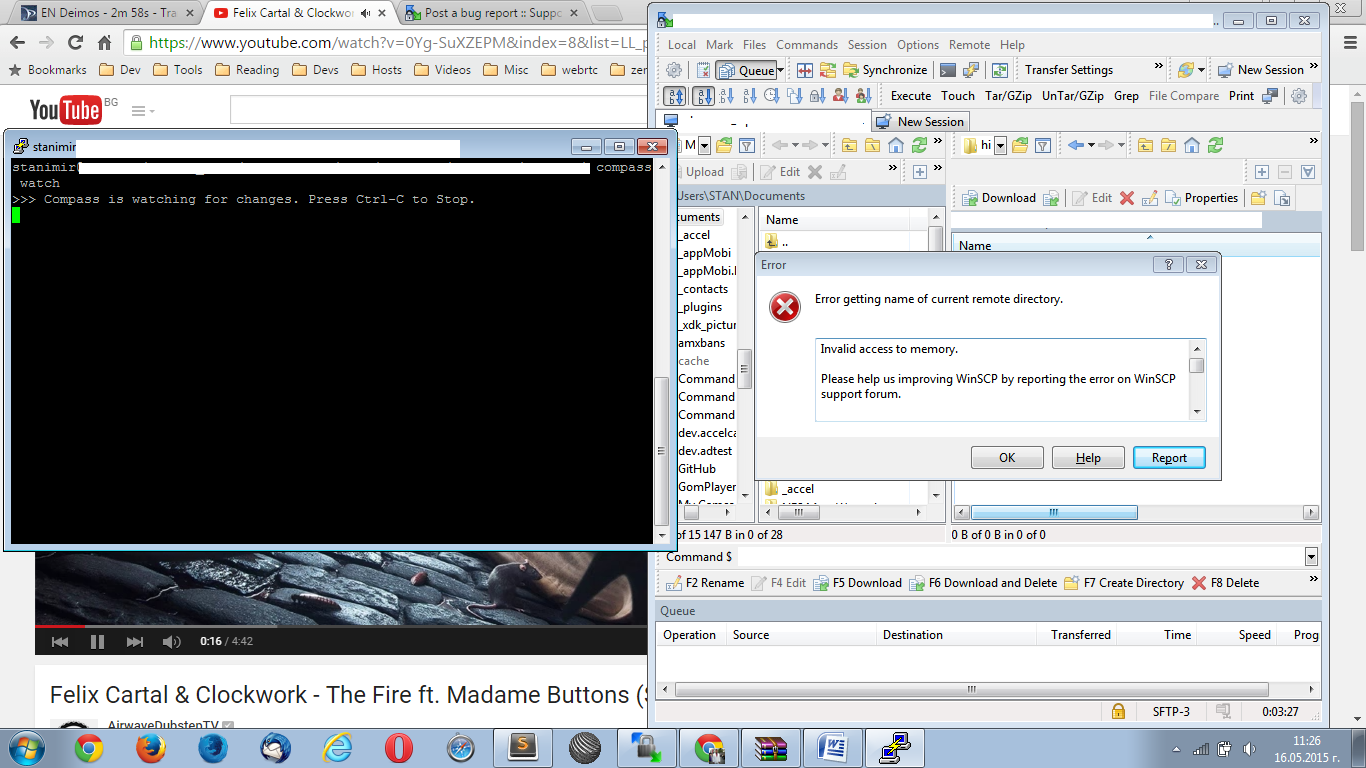 EN Deimos - 2m 58s - Tra
Felix Cartal & Clockwor
Post a bug report :: Suppo
https://www.youtube.com/watch?v=0Yg-SuXZEPM&index=8&list=LL_p
Bookmarks Dev Tools Reading Devs Hosts Videos Misc webrtc zen
YouTube BG
stanimir
stanimir compass
watch
>>> Compass is watching for changes. Press Ctrl-C to Stop.
0:16 / 4:42
Felix Cartal & Clockwork - The Fire ft. Madame Buttons (S
AirwaveDubstepTV
Local Mark Files Commands Session Options Remote Help
Queue Synchronize Transfer Settings New Session
Execute Touch Tar/GZip UnTar/GZip Grep File Compare Print
New Session
M hi
Upload Edit
Download Edit Properties
Users\STAN\Documents
cuments
_accel
_appMobi
_appMobi.
_contacts
_plugins
_xdk_pictur
amxbans
cache
Command
Command
Command
dev.accelca
dev.adtest
GitHub
GomPlayer
Name
..
_accel
Name
Error
Error getting name of current remote directory.
Invalid access to memory.
Please help us improving WinSCP by reporting the error on WinSCP
support forum.
OK Help Report
of 15 147 B in 0 of 28
0 B of 0 B in 0 of 0
Command $
F2 Rename F4 Edit F5 Download F6 Download and Delete F7 Create Directory F8 Delete
Queue
Operation Source Destination Transferred Time Speed Prog
SFTP-3 0:03:27
11:26
16.05.2015 г.